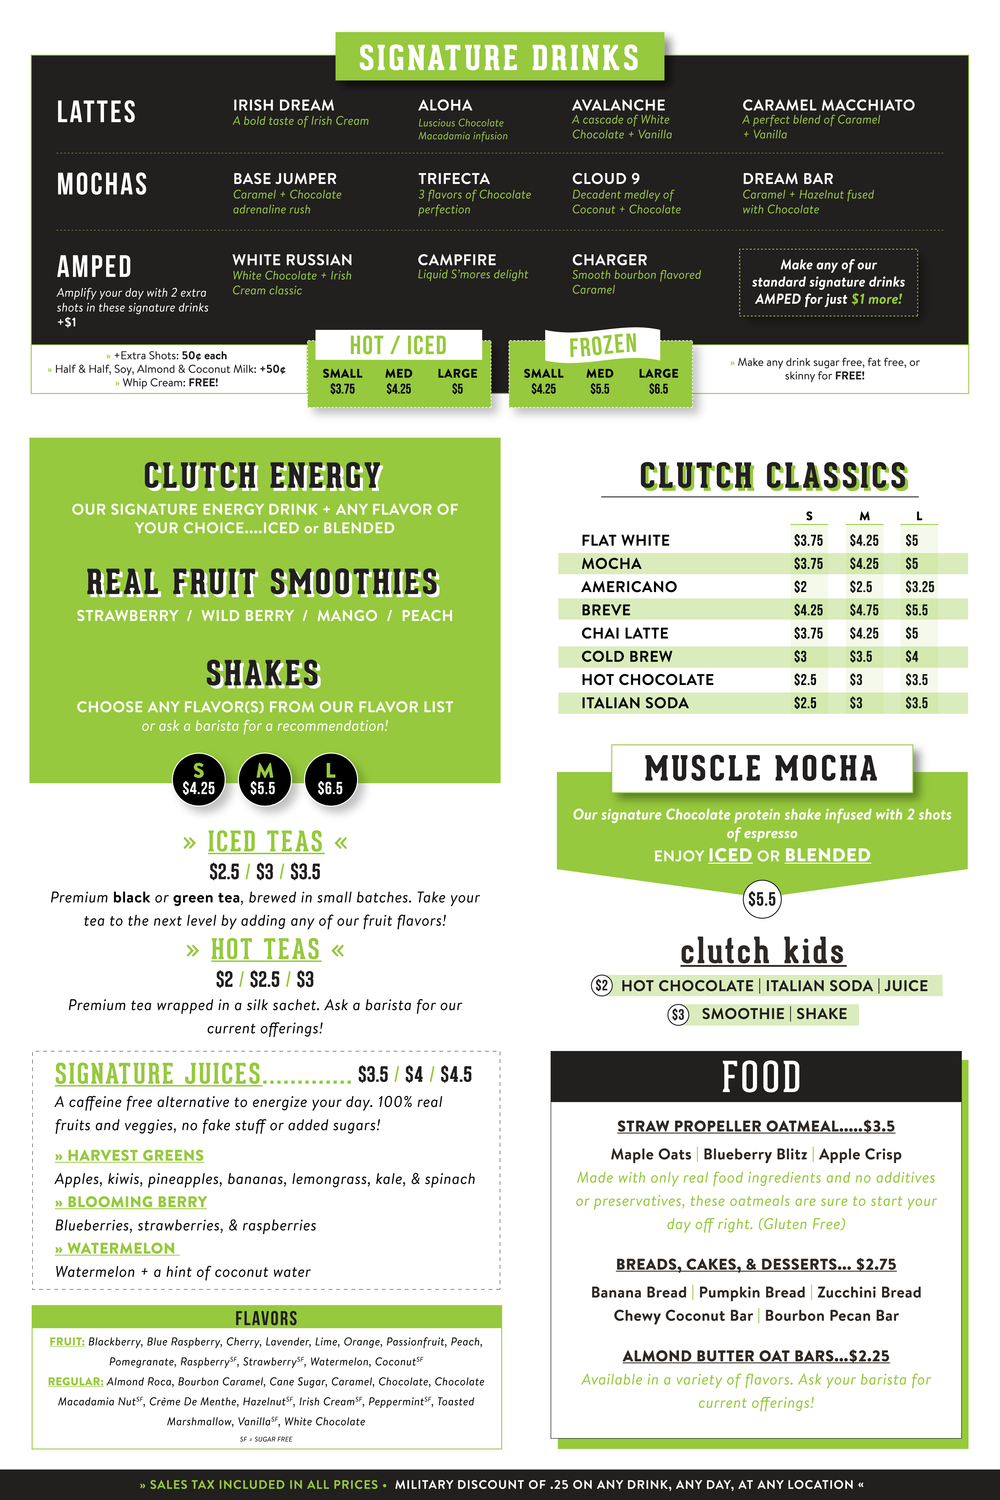 SIGNATURE DRINKS
LATTES
IRISH DREAM
A bold taste of Irish Cream
ALOHA
Luscious Chocolate
Macadamia infusion
AVALANCHE
A cascade of White
Chocolate + Vanilla
CARAMEL MACCHIATO
A perfect blend of Caramel
+ Vanilla
MOCHAS
BASE JUMPER
Caramel + Chocolate
adrenaline rush
TRIFECTA
3 flavors of Chocolate
perfection
CLOUD 9
Decadent medley of
Coconut + Chocolate
DREAM BAR
Caramel + Hazelnut fused
with Chocolate
AMPED
Amplify your day with 2 extra
shots in these signature drinks
+$1
WHITE RUSSIAN
White Chocolate + Irish
Cream classic
CAMPFIRE
Liquid S'mores delight
CHARGER
Smooth bourbon flavored
Caramel
Make any of our
standard signature drinks
AMPED for just $1 more!
» +Extra Shots: 50¢ each
» Half & Half, Soy, Almond & Coconut Milk: +50¢
» Whip Cream: FREE!
HOT / ICED
SMALL MED LARGE
$3.75 $4.25 $5
FROZEN
SMALL MED LARGE
$4.25 $5.5 $6.5
» Make any drink sugar free, fat free, or
skinny for FREE!
CLUTCH ENERGY
OUR SIGNATURE ENERGY DRINK + ANY FLAVOR OF
YOUR CHOICE....ICED or BLENDED
REAL FRUIT SMOOTHIES
STRAWBERRY / WILD BERRY / MANGO / PEACH
SHAKES
CHOOSE ANY FLAVOR(S) FROM OUR FLAVOR LIST
or ask a barista for a recommendation!
S M L
$4.25 $5.5 $6.5
» ICED TEAS «
$2.5 / $3 / $3.5
Premium black or green tea, brewed in small batches. Take your
tea to the next level by adding any of our fruit flavors!
» HOT TEAS «
$2 / $2.5 / $3
Premium tea wrapped in a silk sachet. Ask a barista for our
current offerings!
SIGNATURE JUICES............. $3.5 / $4 / $4.5
A caffeine free alternative to energize your day. 100% real
fruits and veggies, no fake stuff or added sugars!
» HARVEST GREENS
Apples, kiwis, pineapples, bananas, lemongrass, kale, & spinach
» BLOOMING BERRY
Blueberries, strawberries, & raspberries
» WATERMELON
Watermelon + a hint of coconut water
FLAVORS
FRUIT: Blackberry, Blue Raspberry, Cherry, Lavender, Lime, Orange, Passionfruit, Peach,
Pomegranate, RaspberrySF, StrawberrySF, Watermelon, CoconutSF
REGULAR: Almond Roca, Bourbon Caramel, Cane Sugar, Caramel, Chocolate, Chocolate
Macadamia NutSF, Crème De Menthe, HazelnutSF, Irish CreamSF, PeppermintSF, Toasted
Marshmallow, VanillaSF, White Chocolate
SF = SUGAR FREE
CLUTCH CLASSICS
S M L
FLAT WHITE $3.75 $4.25 $5
MOCHA $3.75 $4.25 $5
AMERICANO $2 $2.5 $3.25
BREVE $4.25 $4.75 $5.5
CHAI LATTE $3.75 $4.25 $5
COLD BREW $3 $3.5 $4
HOT CHOCOLATE $2.5 $3 $3.5
ITALIAN SODA $2.5 $3 $3.5
MUSCLE MOCHA
Our signature Chocolate protein shake infused with 2 shots
of espresso
ENJOY ICED OR BLENDED
$5.5
clutch kids
$2 HOT CHOCOLATE | ITALIAN SODA | JUICE
$3 SMOOTHIE | SHAKE
FOOD
STRAW PROPELLER OATMEAL.....$3.5
Maple Oats | Blueberry Blitz | Apple Crisp
Made with only real food ingredients and no additives
or preservatives, these oatmeals are sure to start your
day off right. (Gluten Free)
BREADS, CAKES, & DESSERTS... $2.75
Banana Bread | Pumpkin Bread | Zucchini Bread
Chewy Coconut Bar | Bourbon Pecan Bar
ALMOND BUTTER OAT BARS...$2.25
Available in a variety of flavors. Ask your barista for
current offerings!
» SALES TAX INCLUDED IN ALL PRICES • MILITARY DISCOUNT OF .25 ON ANY DRINK, ANY DAY, AT ANY LOCATION «